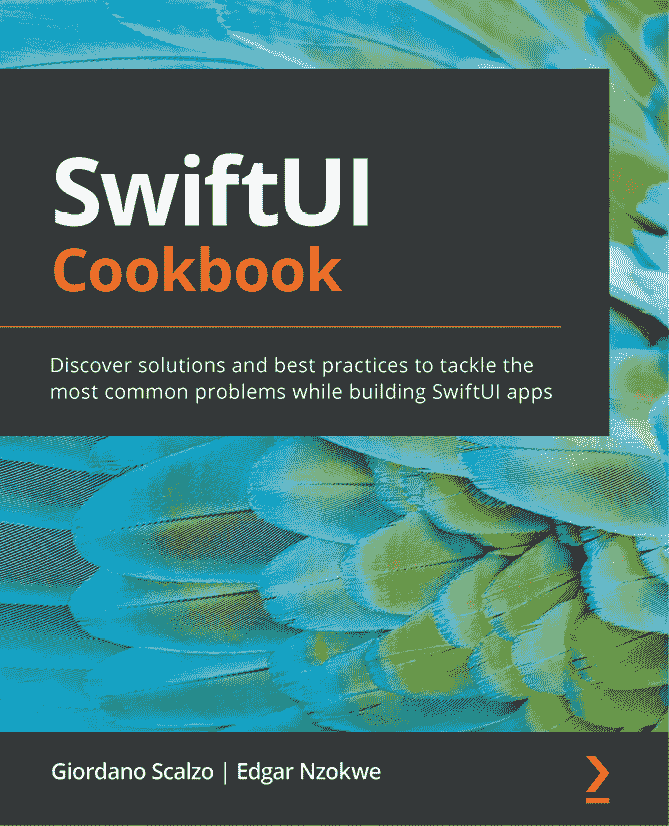 SwiftUI
Cookbook
Discover solutions and best practices to tackle the
most common problems while building SwiftUI apps
Giordano Scalzo | Edgar Nzokwe